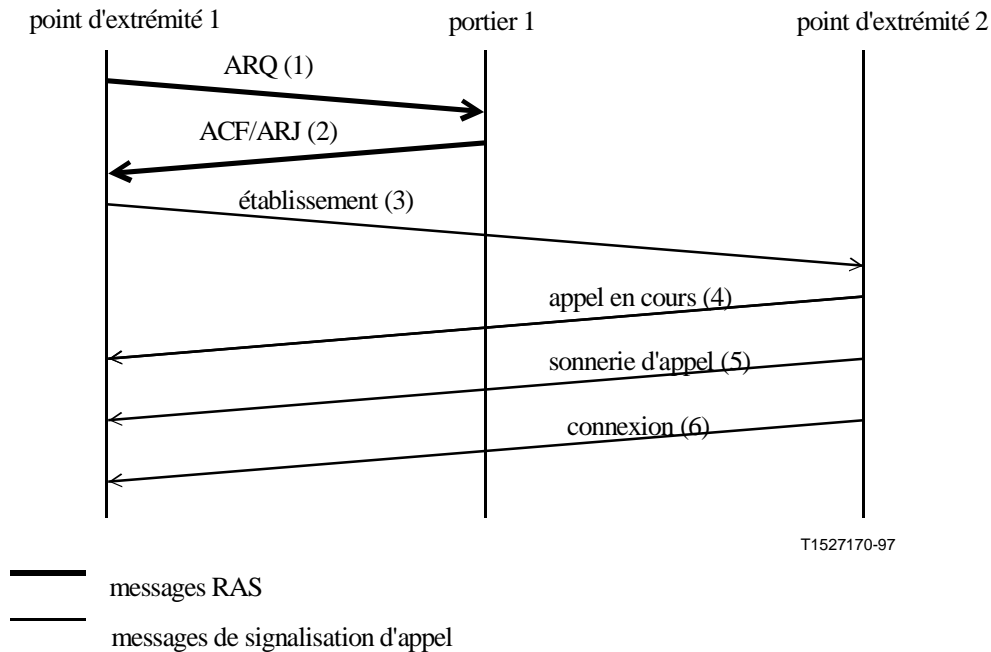 point d'extrémité 1
portier 1
point d'extrémité 2
ARQ (1)
ACF/ARJ (2)
établissement (3)
appel en cours (4)
sonnerie d'appel (5)
connexion (6)
T1527170-97
messages RAS
messages de signalisation d'appel